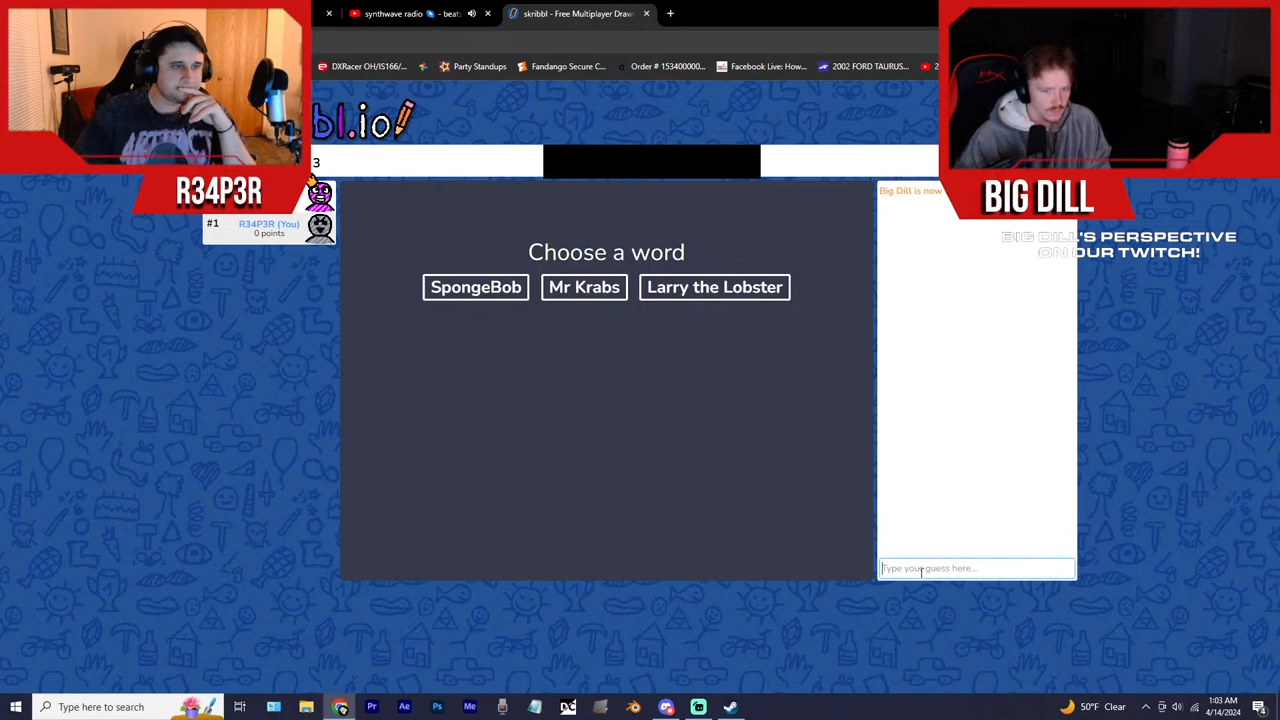 synthwave radio
- beats
skribbl - Free Multiplayer Draw
DXRacer OH/IS166/...
Party Standups
Fandango Secure C...
Order # 153400000...
Facebook Live: How...
2002 FORD TAURUS...
2
bl.io
3
R34P3R
BIG DILL
Big Dill is now
#1
R34P3R (You)
0 points
BIG DILL'S PERSPECTIVE
ON OUR TWITCH!
Choose a word
SpongeBob
Mr Krabs
Larry the Lobster
Type your guess here...
Type here to search
50°F Clear
1:03 AM
4/14/2024